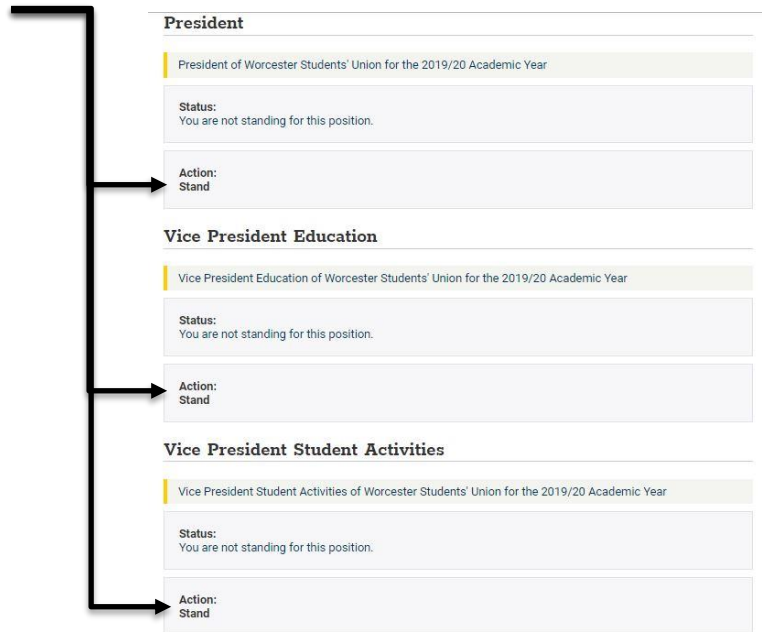 President
President of Worcester Students' Union for the 2019/20 Academic Year
Status:
You are not standing for this position.
Action:
Stand
Vice President Education
Vice President Education of Worcester Students' Union for the 2019/20 Academic Year
Status:
You are not standing for this position.
Action:
Stand
Vice President Student Activities
Vice President Student Activities of Worcester Students' Union for the 2019/20 Academic Year
Status:
You are not standing for this position.
Action:
Stand